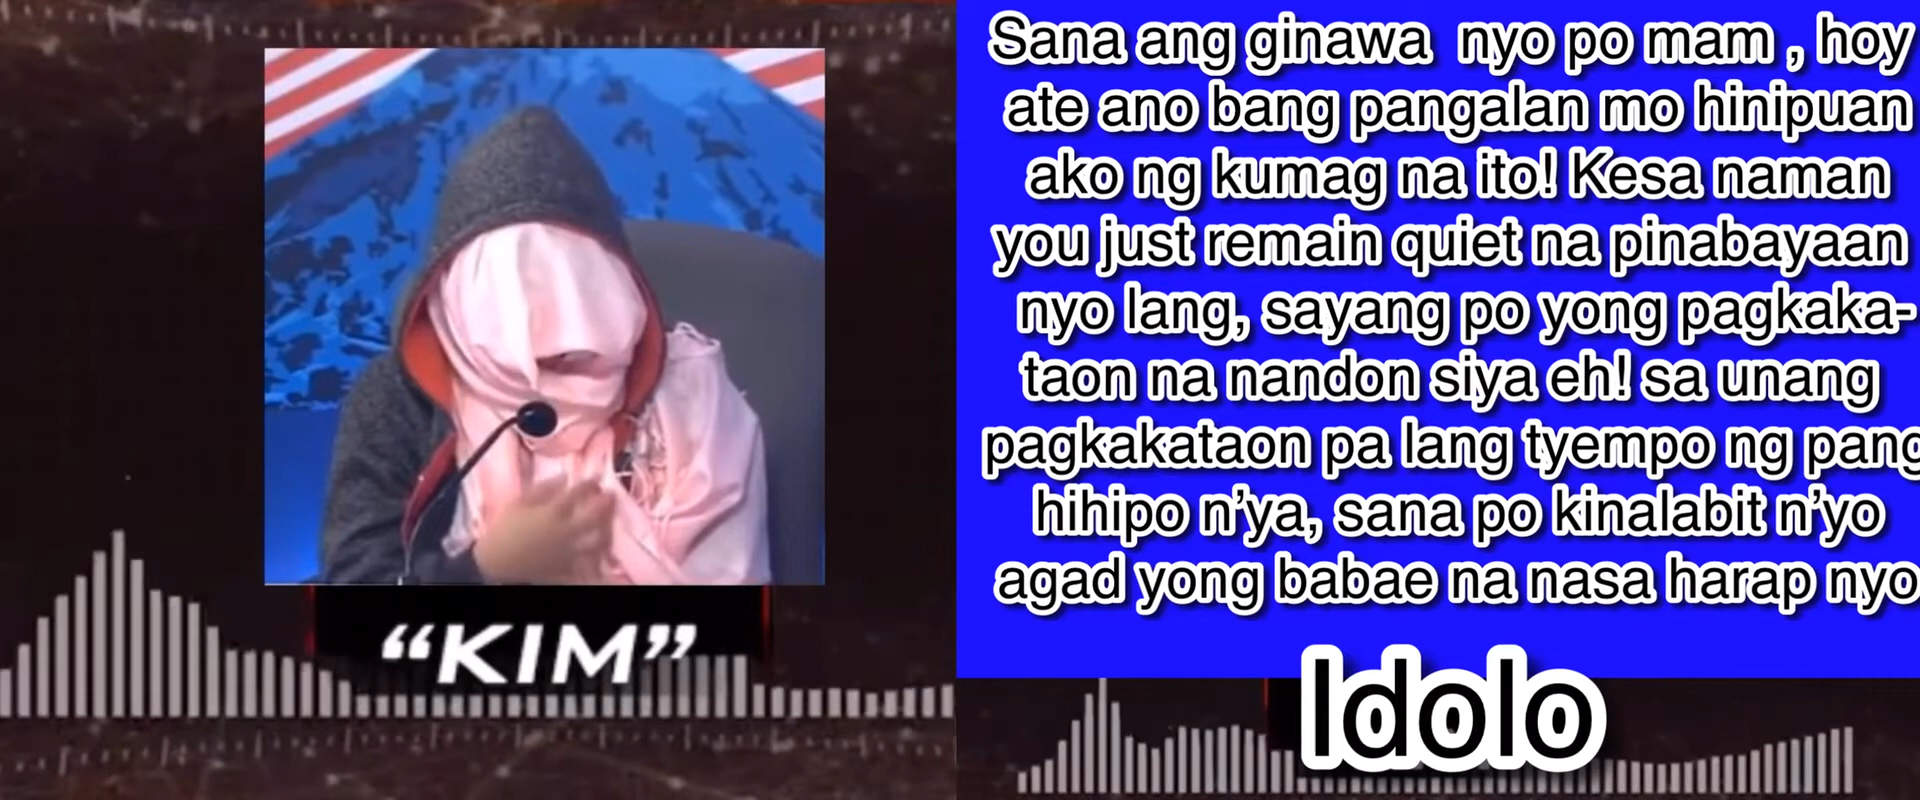 “KIM”
Sana ang ginawa nyo po mam , hoy
ate ano bang pangalan mo hinipuan
ako ng kumag na ito! Kesa naman
you just remain quiet na pinabayaan
nyo lang, sayang po yong pagkaka-
taon na nandon siya eh! sa unang
pagkakataon pa lang tyempo ng pang
hihipo n’ya, sana po kinalabit n’yo
agad yong babae na nasa harap nyo
Idolo